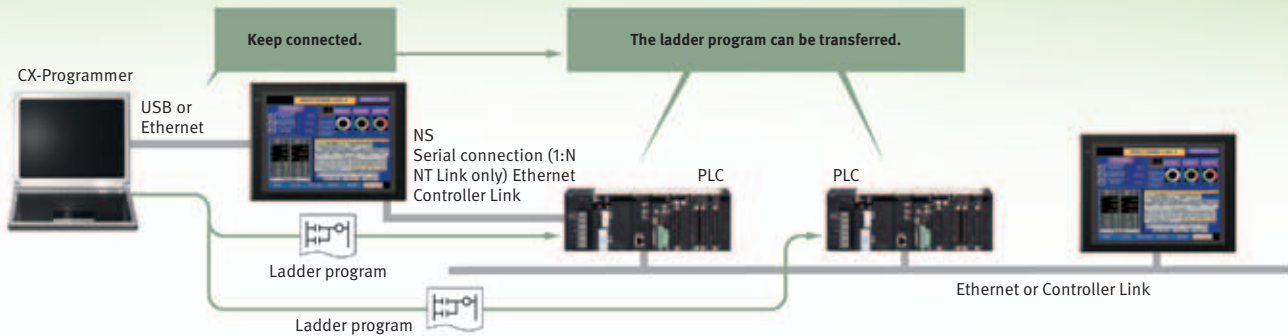 Keep connected.
The ladder program can be transferred.
CX-Programmer
USB or
Ethernet
NS
Serial connection (1:N
NT Link only) Ethernet
Controller Link
PLC
PLC
Ladder program
Ladder program
Ethernet or Controller Link